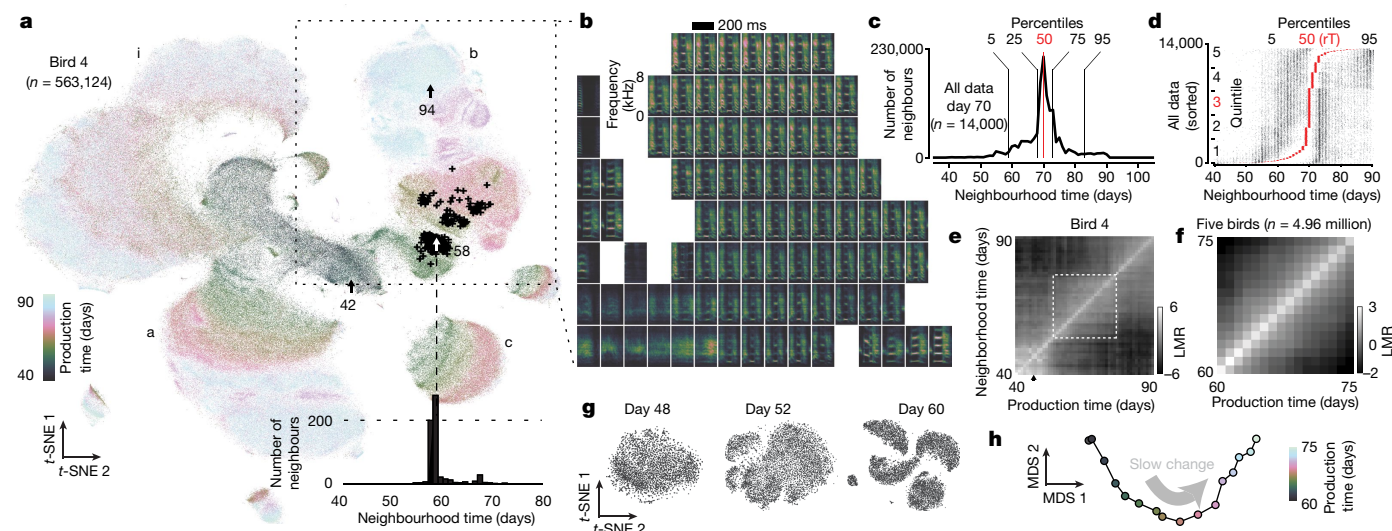 a
Bird 4
(n = 563,124)
i
b
94
58
42
a
c
90
40
Production
time (days)
t-SNE 1
t-SNE 2
Number of
neighbours
200
0
40 60 70 80
Neighbourhood time (days)
b
200 ms
Frequency
(kHz)
8
0
c
Percentiles
5 25 50 75 95
230,000
0
Number of
neighbours
All data
day 70
(n = 14,000)
40 50 60 70 80 90 100
Neighbourhood time (days)
d
Percentiles
5 50 (rT) 95
14,000
0
All data
(sorted)
Quintile
5
4
3
2
1
40 50 60 70 80 90
Neighbourhood time (days)
e
Bird 4
90
40
Neighborhood time (days)
40 90
Production time (days)
6
−6
LMR
f
Five birds (n = 4.96 million)
75
60
60 75
Production time (days)
3
0
−2
LMR
g
Day 48 Day 52 Day 60
t-SNE 1
t-SNE 2
h
MDS 2
MDS 1
Slow change
75
60
Production
time (days)